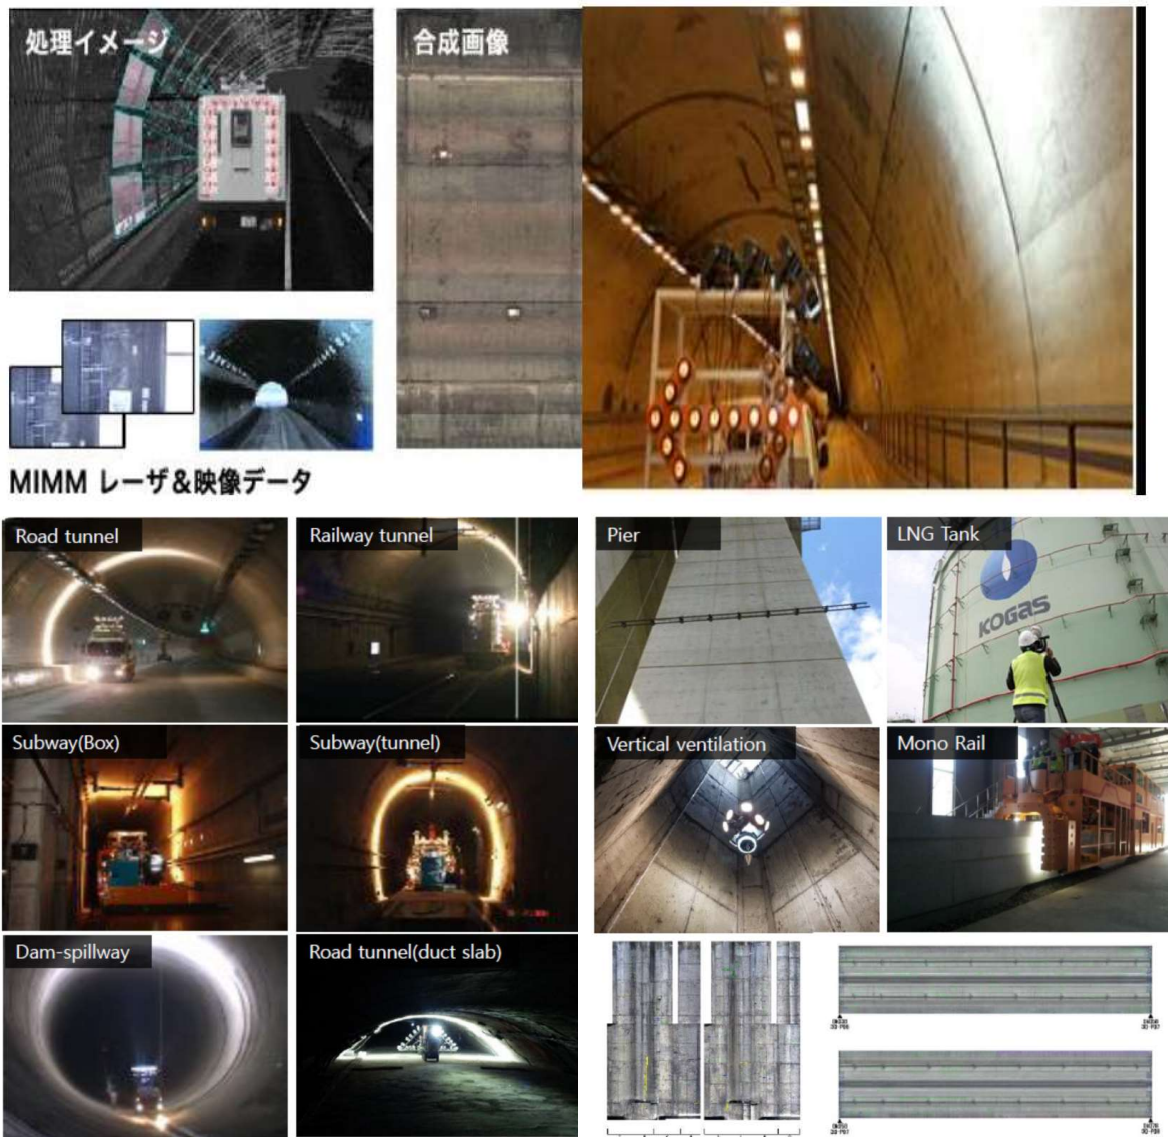 処理イメージ
合成画像
MIMM レーザ&映像データ
Road tunnel
Railway tunnel
Pier
LNG Tank
KOGAS
Subway(Box)
Subway(tunnel)
Vertical ventilation
Mono Rail
Dam-spillway
Road tunnel(duct slab)